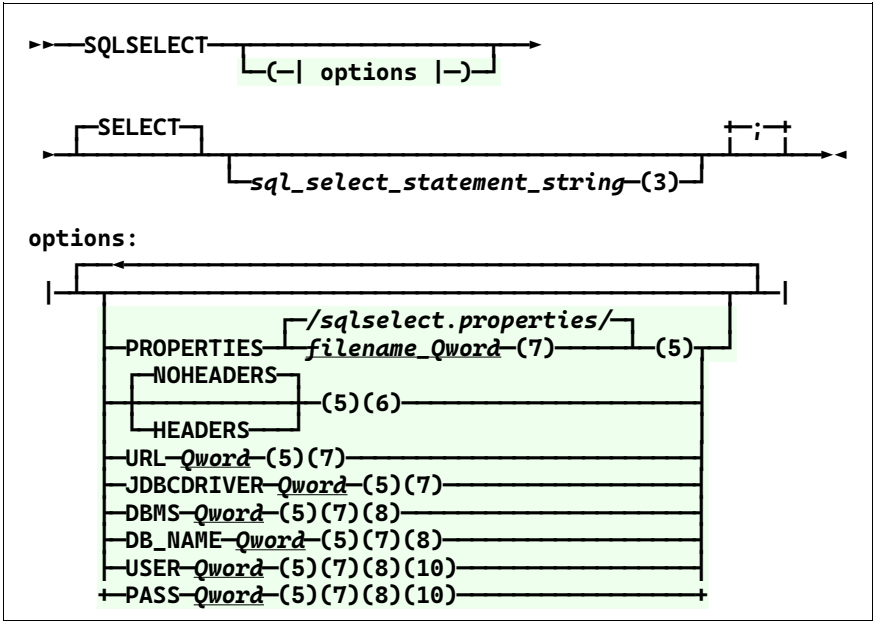 SQLSELECT
(─| options |─)
SELECT
;
sql_select_statement_string (3)
options:
/sqlselect.properties/
PROPERTIES filename_Qword (7) (5)
NOHEADERS
(5)(6)
HEADERS
URL Qword (5)(7)
JDBCDRIVER Qword (5)(7)
DBMS Qword (5)(7)(8)
DB_NAME Qword (5)(7)(8)
USER Qword (5)(7)(8)(10)
PASS Qword (5)(7)(8)(10)